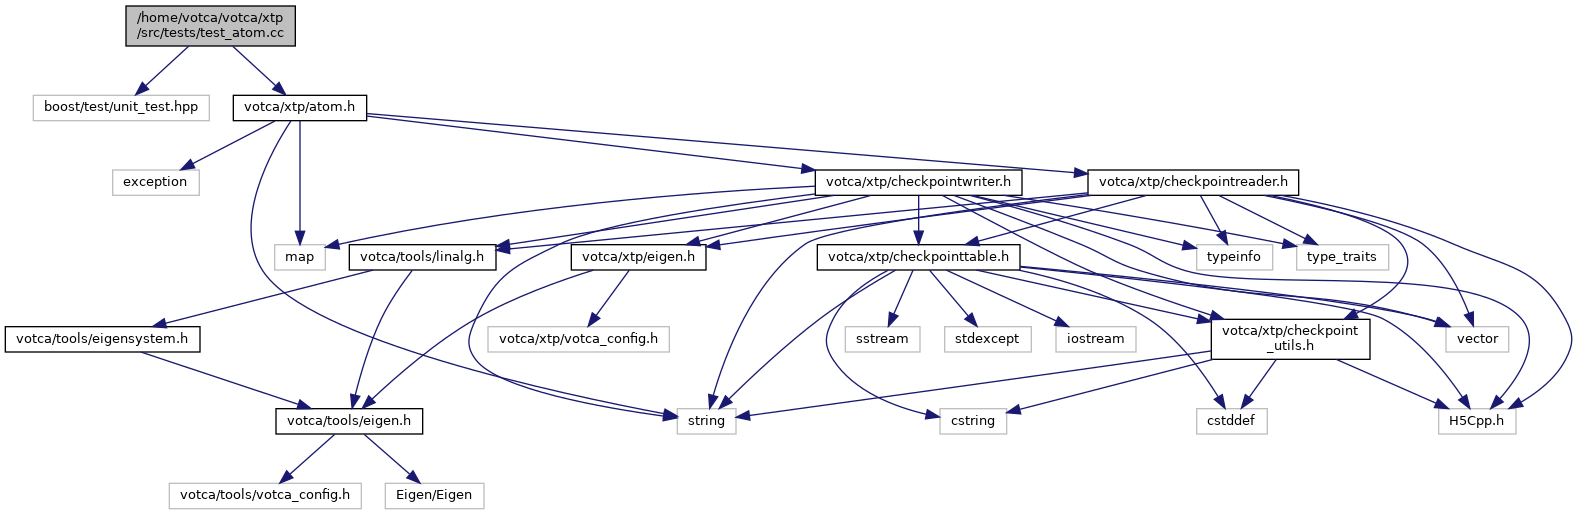 /home/votca/votca/xtp
/src/tests/test_atom.cc
boost/test/unit_test.hpp
votca/xtp/atom.h
exception
votca/xtp/checkpointwriter.h
votca/xtp/checkpointreader.h
map
votca/tools/linalg.h
votca/xtp/eigen.h
votca/xtp/checkpointtable.h
typeinfo
type_traits
votca/tools/eigensystem.h
votca/xtp/votca_config.h
sstream
stdexcept
iostream
votca/xtp/checkpoint
_utils.h
vector
votca/tools/eigen.h
string
cstring
cstddef
H5Cpp.h
votca/tools/votca_config.h
Eigen/Eigen